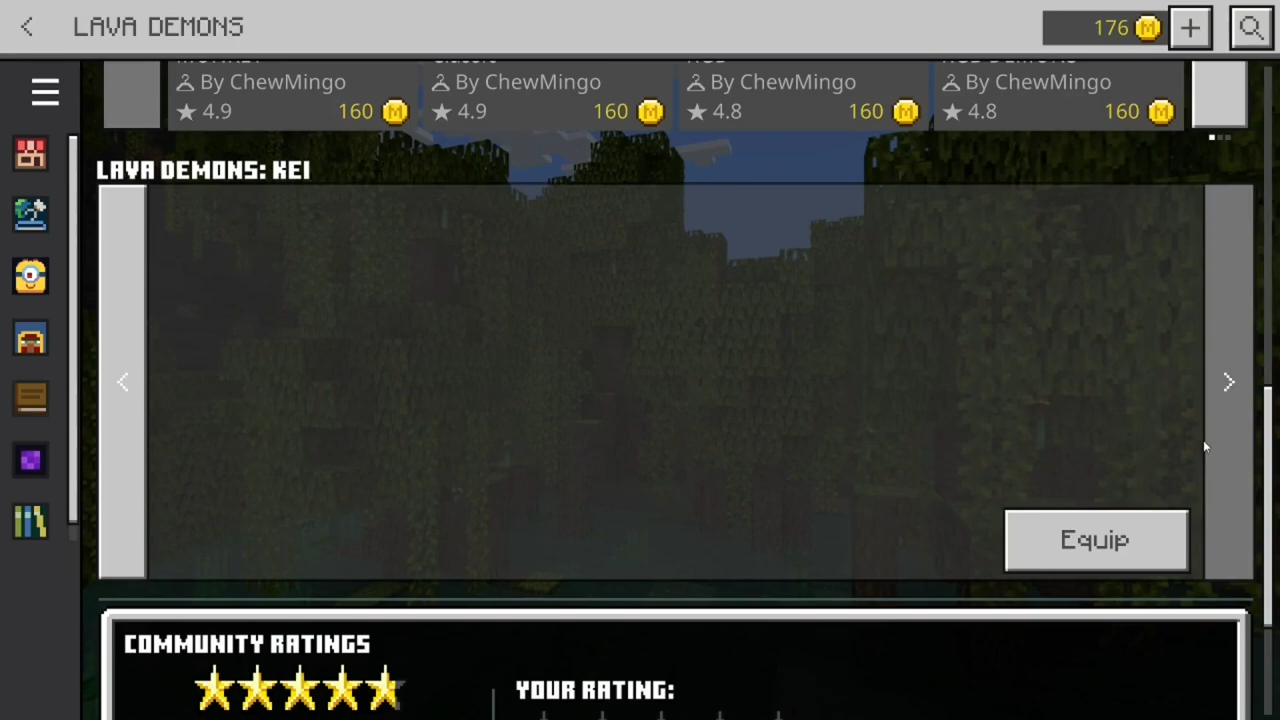 LAVA DEMONS
176
By ChewMingo By ChewMingo By ChewMingo By ChewMingo
4.9 160 4.9 160 4.8 160 4.8 160
LAVA DEMONS: KEI
Equip
COMMUNITY RATINGS
YOUR RATING: